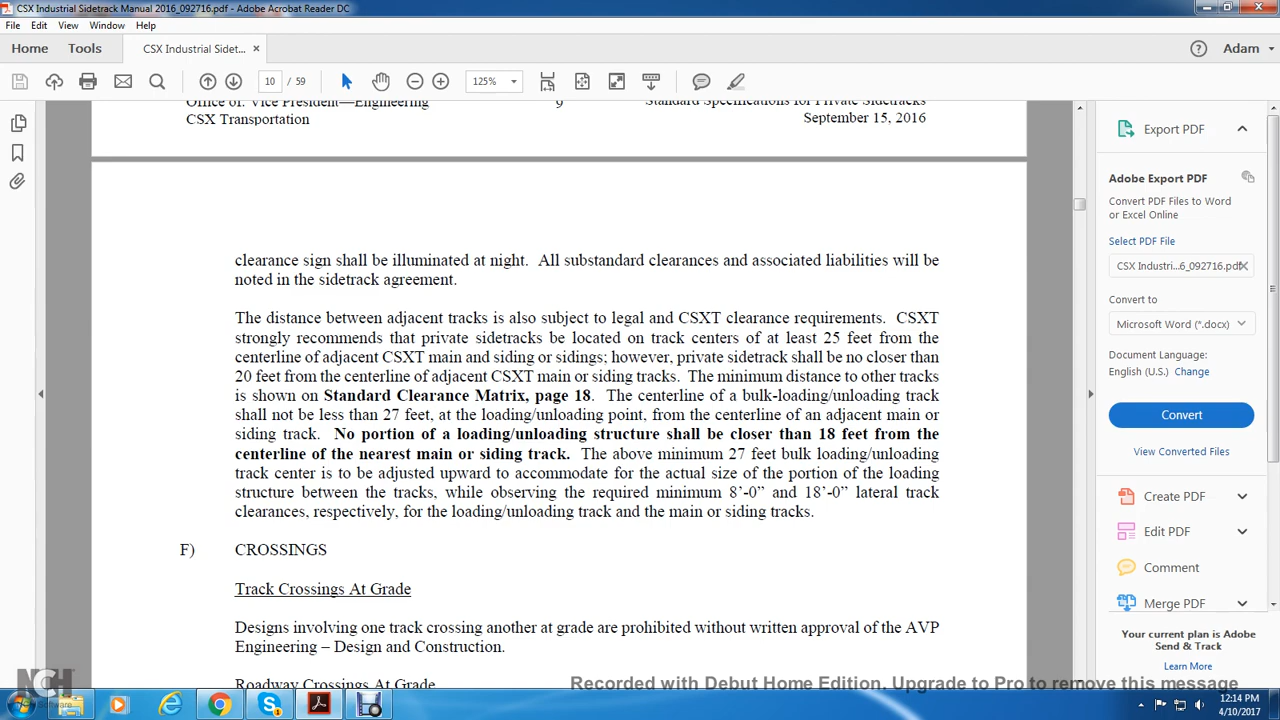 CSX Industrial Sidetrack Manual 2016_092716.pdf - Adobe Acrobat Reader DC
File Edit View Window Help
Home Tools CSX Industrial Sidet... × Adam
10 / 59 125%
Office of: Vice President—Engineering 9 Standard Specifications for Private Sidetracks
CSX Transportation September 15, 2016
clearance sign shall be illuminated at night. All substandard clearances and associated liabilities will be
noted in the sidetrack agreement.
The distance between adjacent tracks is also subject to legal and CSXT clearance requirements. CSXT
strongly recommends that private sidetracks be located on track centers of at least 25 feet from the
centerline of adjacent CSXT main and siding or sidings; however, private sidetrack shall be no closer than
20 feet from the centerline of adjacent CSXT main or siding tracks. The minimum distance to other tracks
is shown on Standard Clearance Matrix, page 18. The centerline of a bulk-loading/unloading track
shall not be less than 27 feet, at the loading/unloading point, from the centerline of an adjacent main or
siding track. No portion of a loading/unloading structure shall be closer than 18 feet from the
centerline of the nearest main or siding track. The above minimum 27 feet bulk loading/unloading
track center is to be adjusted upward to accommodate for the actual size of the portion of the loading
structure between the tracks, while observing the required minimum 8’-0” and 18’-0” lateral track
clearances, respectively, for the loading/unloading track and the main or siding tracks.
F) CROSSINGS
Track Crossings At Grade
Designs involving one track crossing another at grade are prohibited without written approval of the AVP
Engineering – Design and Construction.
Roadway Crossings At Grade
Export PDF
Adobe Export PDF
Convert PDF Files to Word
or Excel Online
Select PDF File
CSX Industri...6_092716.pdf
Convert to
Microsoft Word (*.docx)
Document Language:
English (U.S.) Change
Convert
View Converted Files
Create PDF
Edit PDF
Comment
Merge PDF
Your current plan is Adobe
Send & Track
Learn More
NCH Software
Recorded with Debut Home Edition. Upgrade to Pro to remove this message
12:14 PM
4/10/2017